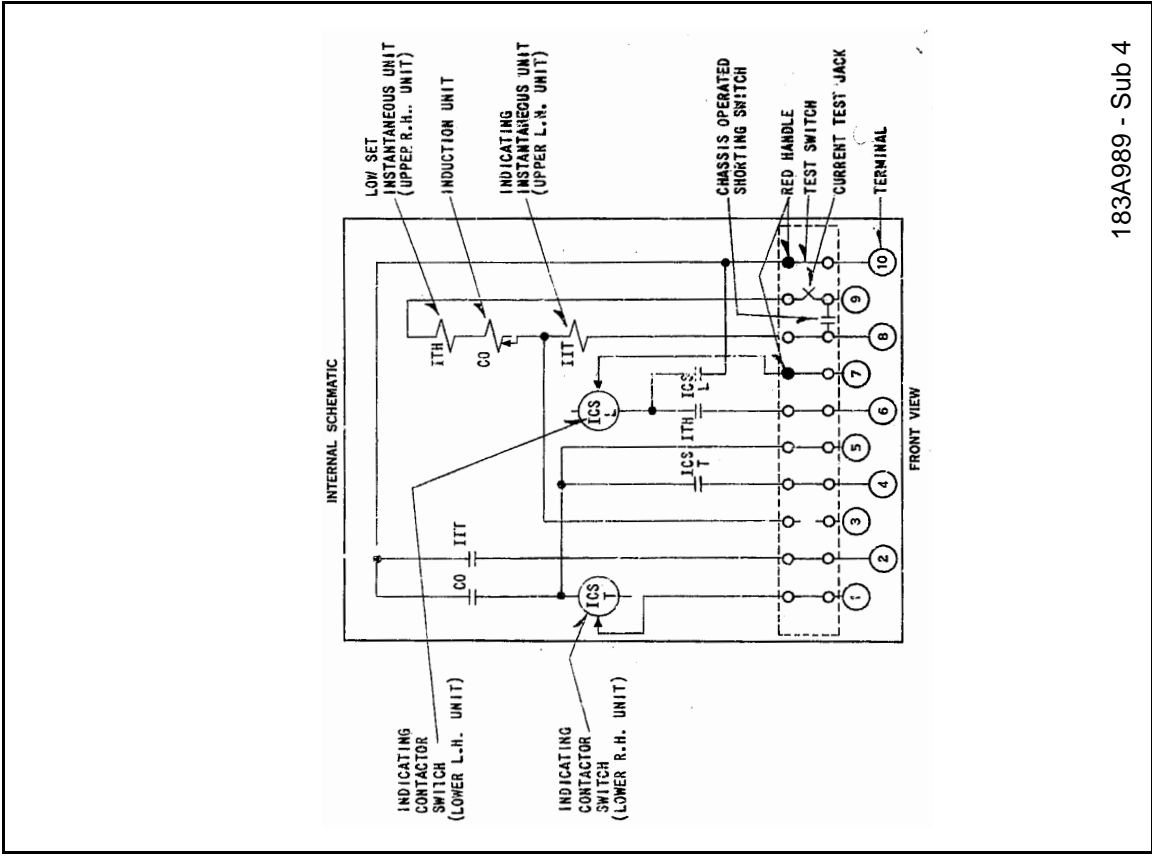 INTERNAL SCHEMATIC
LOW SET
INSTANTANEOUS UNIT
(UPPER R.H. UNIT)
INDUCTION UNIT
INDICATING
INSTANTANEOUS UNIT
(UPPER L.H. UNIT)
CHASSIS OPERATED
SHORTING SWITCH
RED HANDLE
TEST SWITCH
CURRENT TEST JACK
TERMINAL
INDICATING
CONTACTOR
SWITCH
(LOWER L.H. UNIT)
INDICATING
CONTACTOR
SWITCH
(LOWER R.H. UNIT)
ITH
CO
IIT
CO
IIT
ICS
T
ICS
L
ICS
T
ITH
ICS
L
1
2
3
4
5
6
7
8
9
10
FRONT VIEW
183A989 - Sub 4